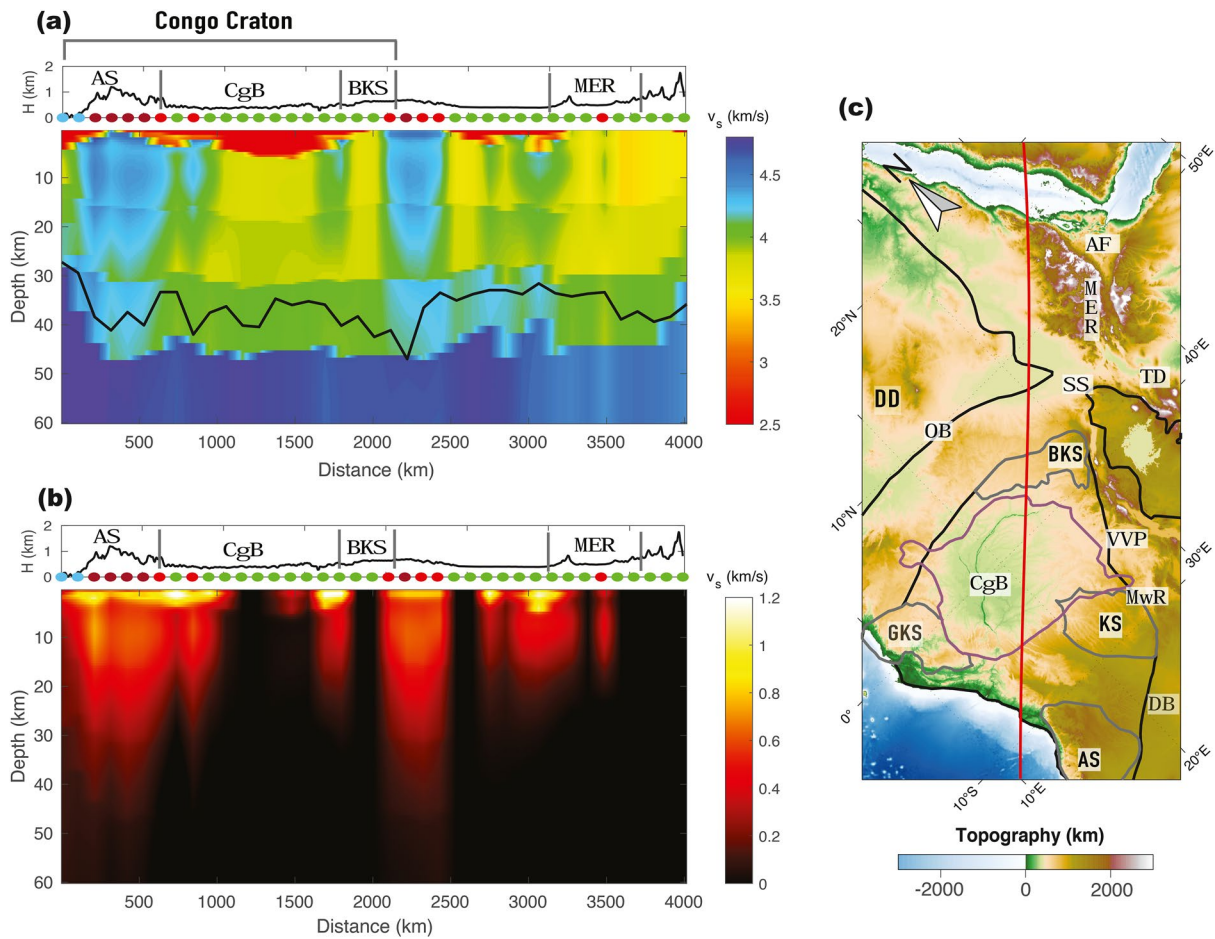 (a)
Congo Craton
H (km)
2
1
0
AS
CgB
BKS
MER
Depth (km)
10
20
30
40
50
60
500
1000
1500
2000
2500
3000
3500
4000
Distance (km)
v_s (km/s)
4.5
4
3.5
3
2.5
(b)
H (km)
2
1
0
AS
CgB
BKS
MER
Depth (km)
10
20
30
40
50
60
500
1000
1500
2000
2500
3000
3500
4000
Distance (km)
v_s (km/s)
1.2
1
0.8
0.6
0.4
0.2
0
(c)
N
50°E
AF
MER
20°N
40°E
SS
TD
DD
OB
BKS
10°N
VVP
30°E
CgB
MwR
GKS
KS
0°
DB
AS
20°E
10°S
10°E
Topography (km)
-2000
0
2000